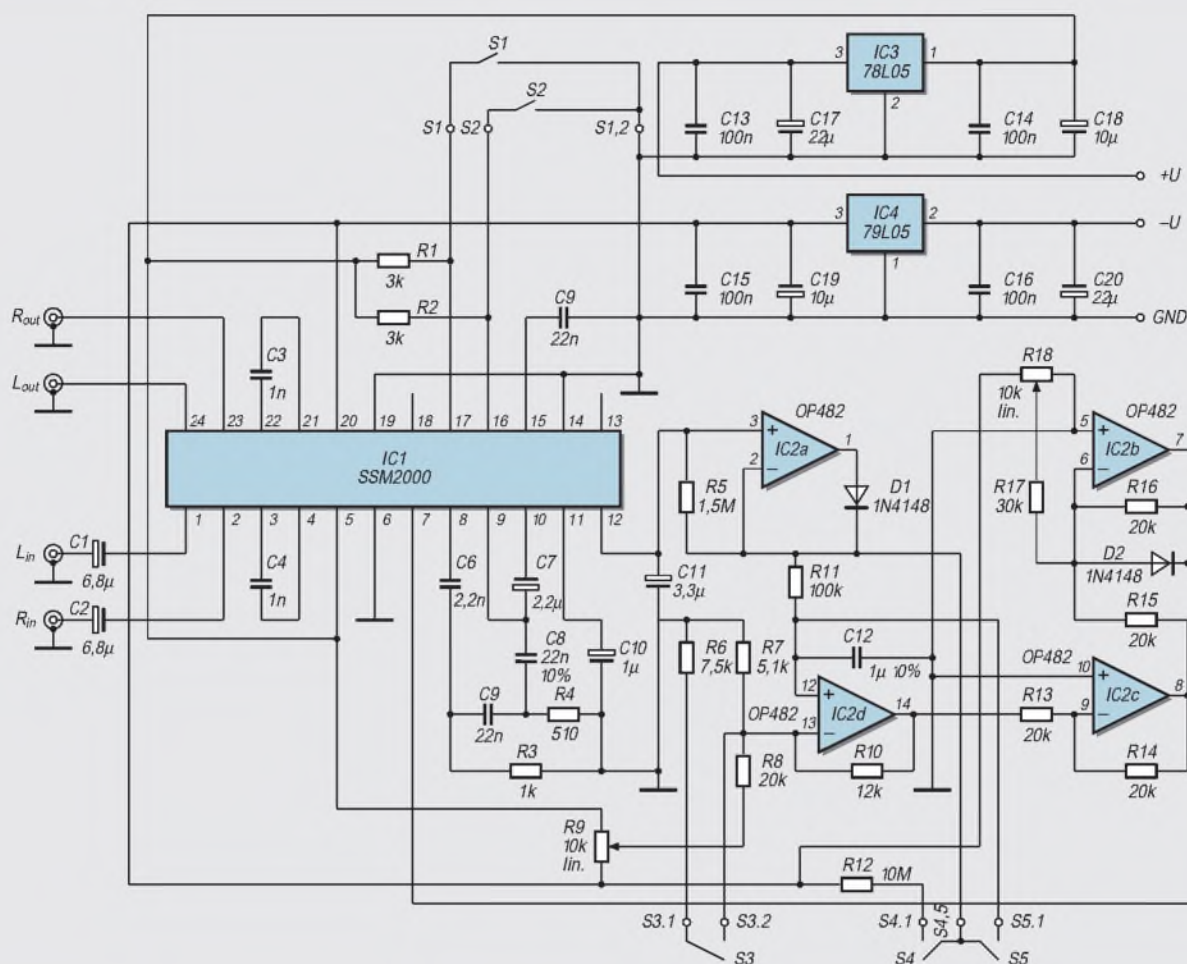 S1
S2
S1
S2
S1,2
3
IC3
78L05
1
2
C13
100n
C17
22µ
C14
100n
C18
10µ
+U
3
IC4
79L05
2
–U
1
C15
100n
C19
10µ
C16
100n
C20
22µ
GND
R1
3k
R2
3k
C9
22n
Rout
Lout
C3
1n
24
23
22
21
20
19
18
17
16
15
14
13
IC1
SSM2000
1
2
3
4
5
6
7
8
9
10
11
12
Lin
C1
6,8µ
Rin
C2
6,8µ
C4
1n
C6
2,2n
C7
2,2µ
C8
22n
10%
C10
1µ
C9
22n
R4
510
R3
1k
R9
10k
lin.
C11
3,3µ
R5
1,5M
OP482
3
+
2
–
IC2a
1
D1
1N4148
R11
100k
R6
7,5k
R7
5,1k
C12
1µ 10%
OP482
12
+
13
–
IC2d
14
R8
20k
R10
12k
R18
10k
lin.
OP482
5
+
6
–
IC2b
7
R17
30k
R16
20k
D2
1N4148
R15
20k
OP482
10
+
9
–
IC2c
8
R13
20k
R14
20k
R12
10M
S3.1
S3.2
S3
S4.1
S4,5
S5.1
S4
S5